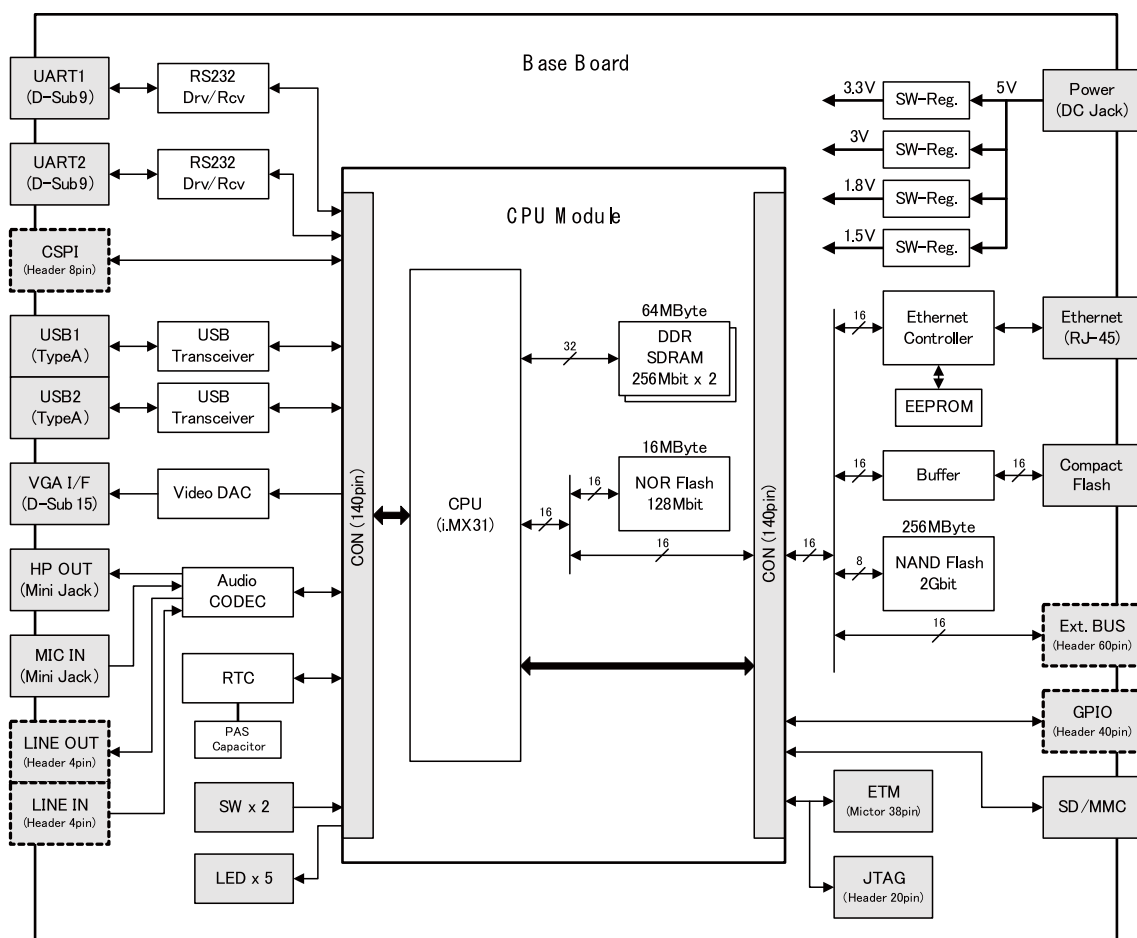 Base Board
UART1
(D-Sub9)
RS232
Drv/Rcv
UART2
(D-Sub9)
RS232
Drv/Rcv
CSPI
(Header 8pin)
USB1
(TypeA)
USB
Transceiver
USB2
(TypeA)
USB
Transceiver
VGA I/F
(D-Sub15)
Video DAC
HP OUT
(Mini Jack)
Audio
CODEC
MIC IN
(Mini Jack)
RTC
PAS
Capacitor
LINE OUT
(Header 4pin)
LINE IN
(Header 4pin)
SW x 2
LED x 5
CON (140pin)
CPU Module
CPU
(i.MX31)
32
64MByte
DDR
SDRAM
256Mbit x 2
16
16
16MByte
NOR Flash
128Mbit
16
CON (140pin)
16
3.3V
SW-Reg.
5V
Power
(DC Jack)
3V
SW-Reg.
1.8V
SW-Reg.
1.5V
SW-Reg.
16
Ethernet
Controller
Ethernet
(RJ-45)
EEPROM
16
Buffer
16
Compact
Flash
256MByte
8
NAND Flash
2Gbit
16
Ext. BUS
(Header 60pin)
GPIO
(Header 40pin)
ETM
(Mictor 38pin)
SD/MMC
JTAG
(Header 20pin)